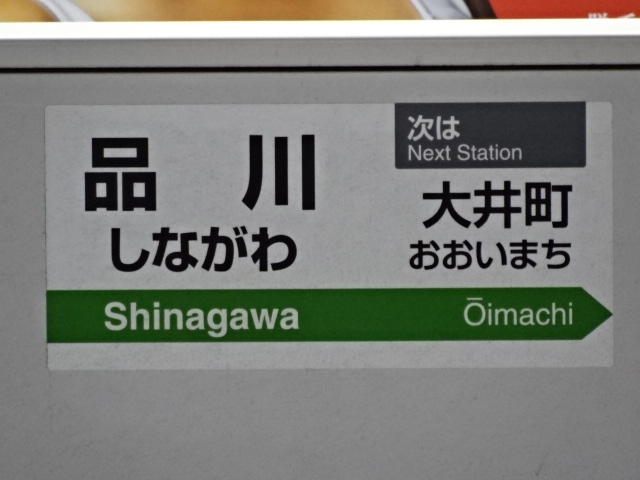 品川
しながわ
Shinagawa
次は
Next Station
大井町
おおいまち
Ōimachi